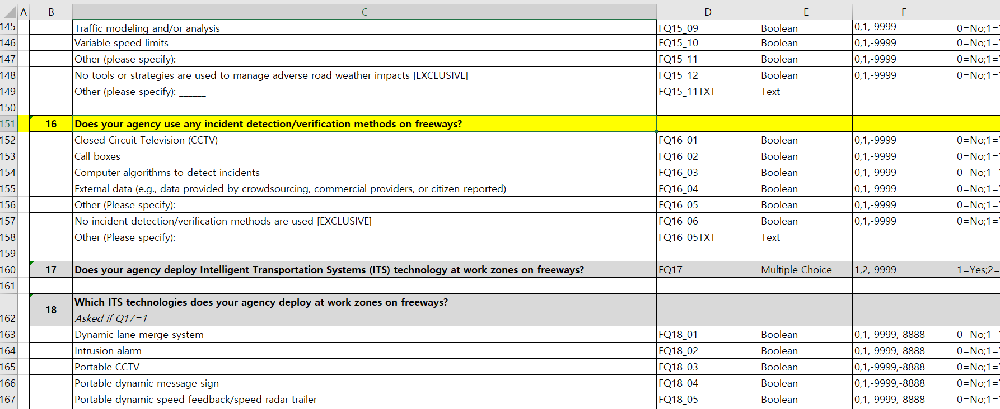 A B C D E F
145 Traffic modeling and/or analysis FQ15_09 Boolean 0,1,-9999 0=No;1=
146 Variable speed limits FQ15_10 Boolean 0,1,-9999 0=No;1=
147 Other (please specify): ______ FQ15_11 Boolean 0,1,-9999 0=No;1=
148 No tools or strategies are used to manage adverse road weather impacts [EXCLUSIVE] FQ15_12 Boolean 0,1,-9999 0=No;1=
149 Other (please specify): ______ FQ15_11TXT Text
150
151 16 Does your agency use any incident detection/verification methods on freeways?
152 Closed Circuit Television (CCTV) FQ16_01 Boolean 0,1,-9999 0=No;1=
153 Call boxes FQ16_02 Boolean 0,1,-9999 0=No;1=
154 Computer algorithms to detect incidents FQ16_03 Boolean 0,1,-9999 0=No;1=
155 External data (e.g., data provided by crowdsourcing, commercial providers, or citizen-reported) FQ16_04 Boolean 0,1,-9999 0=No;1=
156 Other (Please specify): _______ FQ16_05 Boolean 0,1,-9999 0=No;1=
157 No incident detection/verification methods are used [EXCLUSIVE] FQ16_06 Boolean 0,1,-9999 0=No;1=
158 Other (Please specify): _______ FQ16_05TXT Text
159
160 17 Does your agency deploy Intelligent Transportation Systems (ITS) technology at work zones on freeways? FQ17 Multiple Choice 1,2,-9999 1=Yes;2=
161
18 Which ITS technologies does your agency deploy at work zones on freeways?
162 Asked if Q17=1
163 Dynamic lane merge system FQ18_01 Boolean 0,1,-9999,-8888 0=No;1=
164 Intrusion alarm FQ18_02 Boolean 0,1,-9999,-8888 0=No;1=
165 Portable CCTV FQ18_03 Boolean 0,1,-9999,-8888 0=No;1=
166 Portable dynamic message sign FQ18_04 Boolean 0,1,-9999,-8888 0=No;1=
167 Portable dynamic speed feedback/speed radar trailer FQ18_05 Boolean 0,1,-9999,-8888 0=No;1=